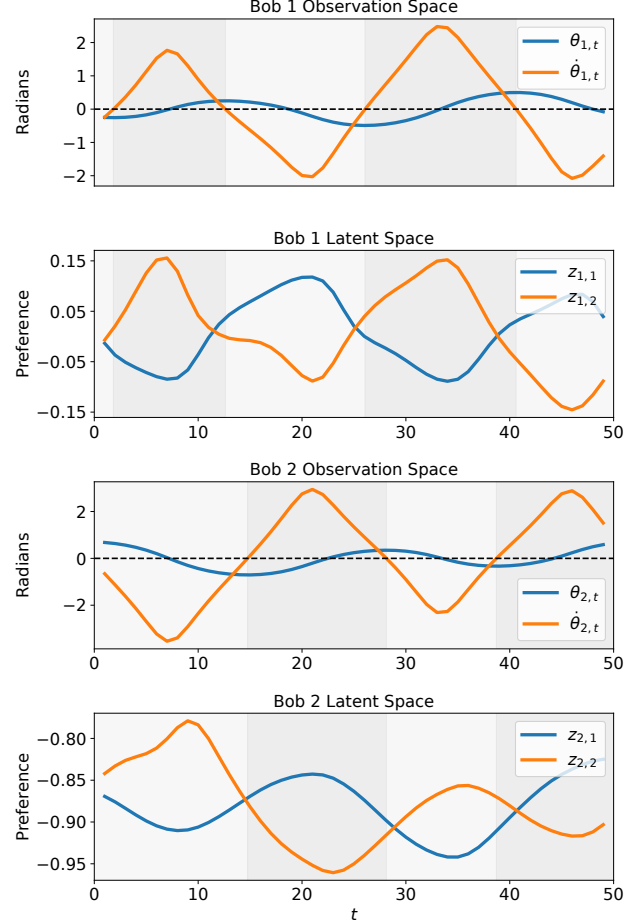 Bob 1 Observation Space
Radians
2
1
0
−1
−2
θ1,t
θ̇1,t
Bob 1 Latent Space
Preference
0.15
0.05
−0.05
−0.15
z1,1
z1,2
0 10 20 30 40 50
Bob 2 Observation Space
Radians
2
0
−2
θ2,t
θ̇2,t
0 10 20 30 40 50
Bob 2 Latent Space
Preference
−0.80
−0.85
−0.90
−0.95
z2,1
z2,2
0 10 20 30 40 50
t